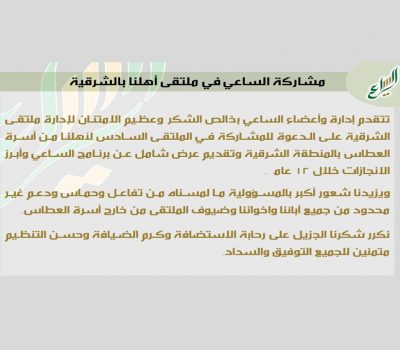 الساعي
مشاركة الساعي في ملتقى أهلنا بالشرقية
تتقدم إدارة وأعضاء الساعي بخالص الشكر وعظيم الامتنان لإدارة ملتقى
الشرقية على الدعوة للمشاركة في الملتقى السادس لأهلنا من أسرة
العطاس بالمنطقة الشرقية وتقديم عرض شامل عن برنامج الساعي وأبرز
الانجازات خلال ١٢ عام .
ويزيدنا شعور أكبر بالمسؤولية ما لمسناه من تفاعل وحماس ودعم غير
محدود من جميع آبائنا واخواننا وضيوف الملتقى من خارج أسرة العطاس.
نكرر شكرنا الجزيل على رحابة الاستضافة وكرم الضيافة وحسن التنظيم
متمنين للجميع التوفيق والسداد.